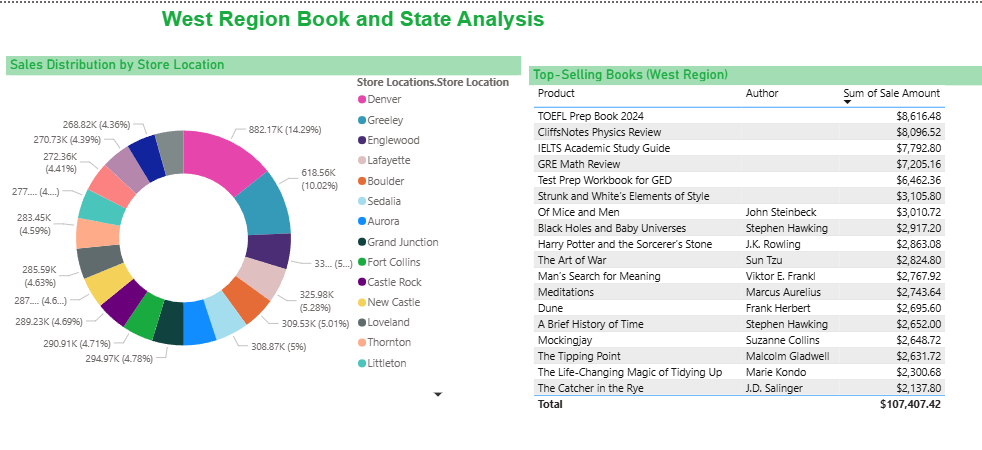 West Region Book and State Analysis
Sales Distribution by Store Location
Store Locations.Store Location
Denver
Greeley
Englewood
Lafayette
Boulder
Sedalia
Aurora
Grand Junction
Fort Collins
Castle Rock
New Castle
Loveland
Thornton
Littleton
882.17K (14.29%)
618.56K
(10.02%)
33... (5...)
325.98K
(5.28%)
309.53K (5.01%)
308.87K (5%)
294.97K (4.78%)
290.91K (4.71%)
289.23K (4.69%)
287.... (4.6...)
285.59K
(4.63%)
283.45K
(4.59%)
277.... (4....)
272.36K
(4.41%)
270.73K (4.39%)
268.82K (4.36%)
Top-Selling Books (West Region)
Product Author Sum of Sale Amount
TOEFL Prep Book 2024 $8,616.48
CliffsNotes Physics Review $8,096.52
IELTS Academic Study Guide $7,792.80
GRE Math Review $7,205.16
Test Prep Workbook for GED $6,462.36
Strunk and White's Elements of Style $3,105.80
Of Mice and Men John Steinbeck $3,010.72
Black Holes and Baby Universes Stephen Hawking $2,917.20
Harry Potter and the Sorcerer's Stone J.K. Rowling $2,863.08
The Art of War Sun Tzu $2,824.80
Man's Search for Meaning Viktor E. Frankl $2,767.92
Meditations Marcus Aurelius $2,743.64
Dune Frank Herbert $2,695.60
A Brief History of Time Stephen Hawking $2,652.00
Mockingjay Suzanne Collins $2,648.72
The Tipping Point Malcolm Gladwell $2,631.72
The Life-Changing Magic of Tidying Up Marie Kondo $2,300.68
The Catcher in the Rye J.D. Salinger $2,137.80
Total $107,407.42